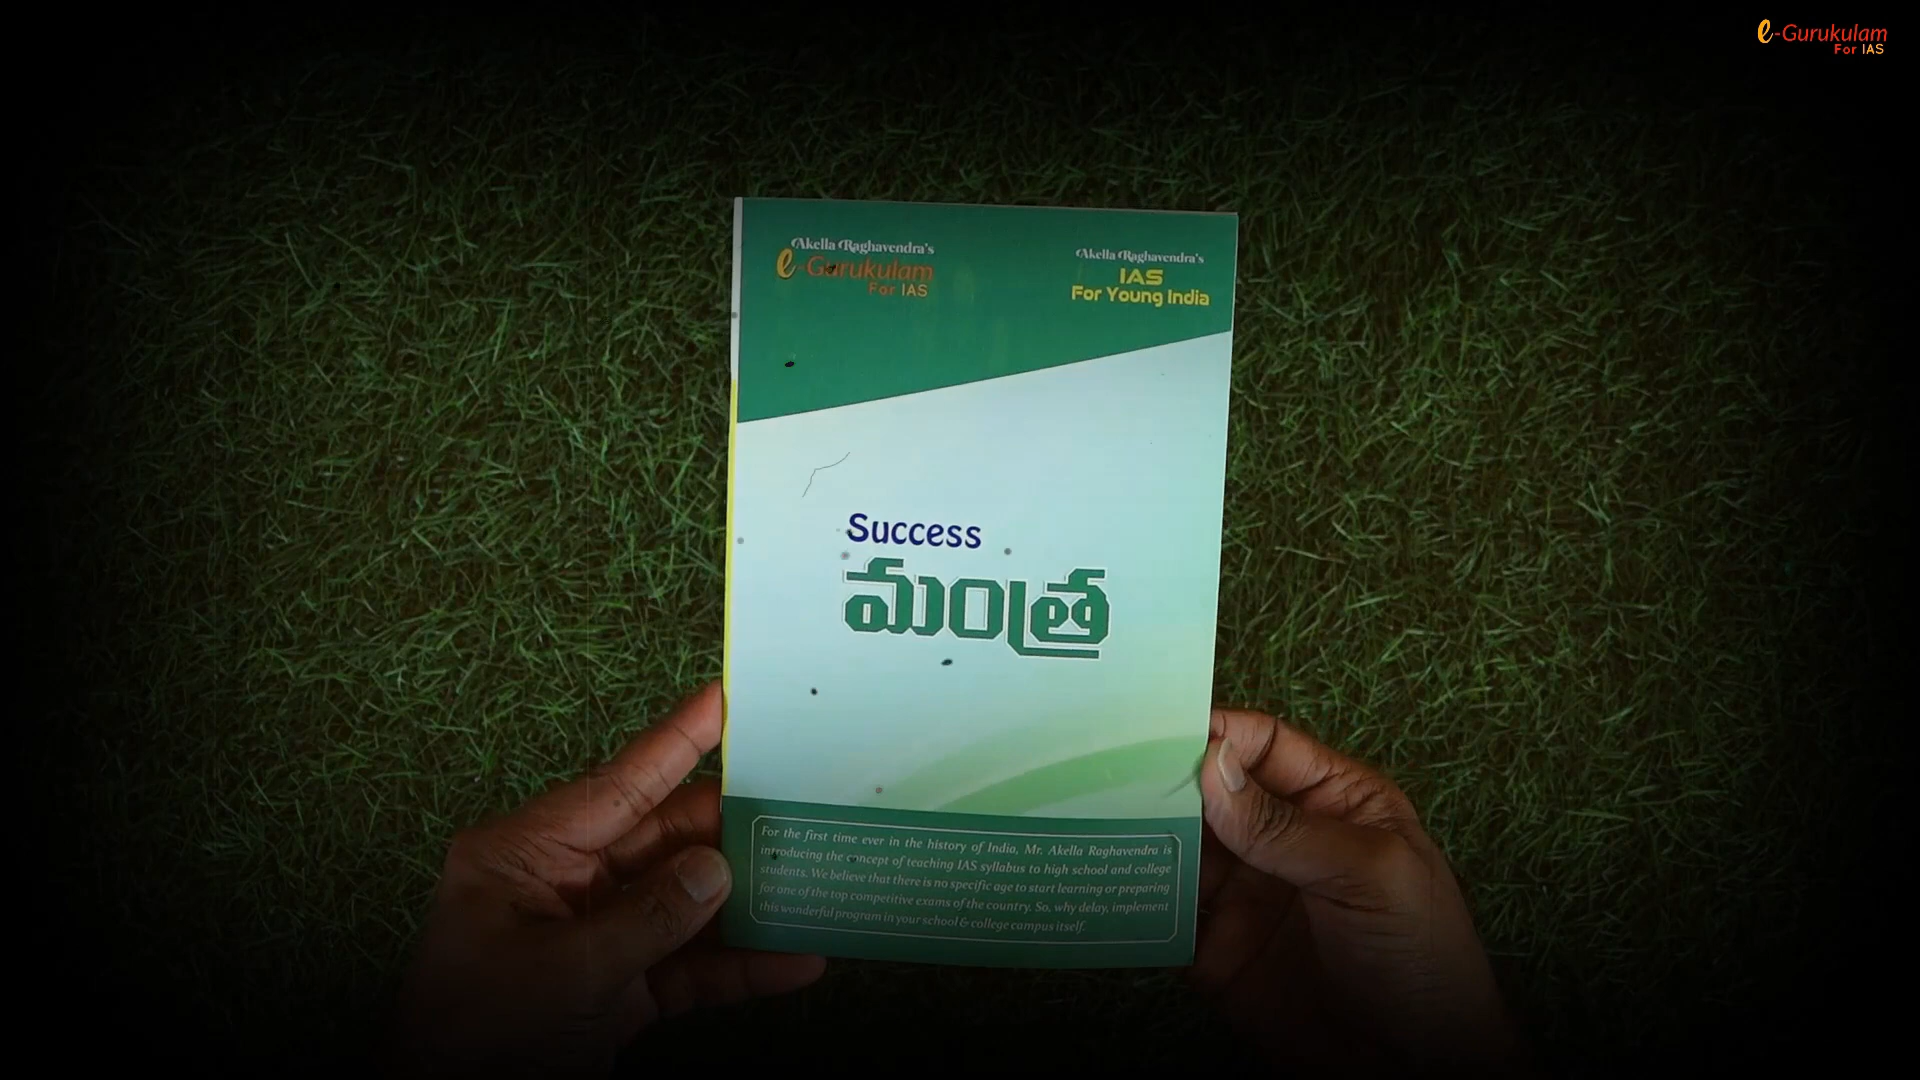 e-Gurukulam
For IAS
Akella Raghavendra's
e-Gurukulam
For IAS
Akella Raghavendra's
IAS
For Young India
Success
మంత్ర
For the first time ever in the history of India, Mr. Akella Raghavendra is
introducing the concept of teaching IAS syllabus to high school and college
students. We believe that there is no specific age to start learning or preparing
for one of the top competitive exams of the country. So, why delay, implement
this wonderful program in your school & college campus itself.